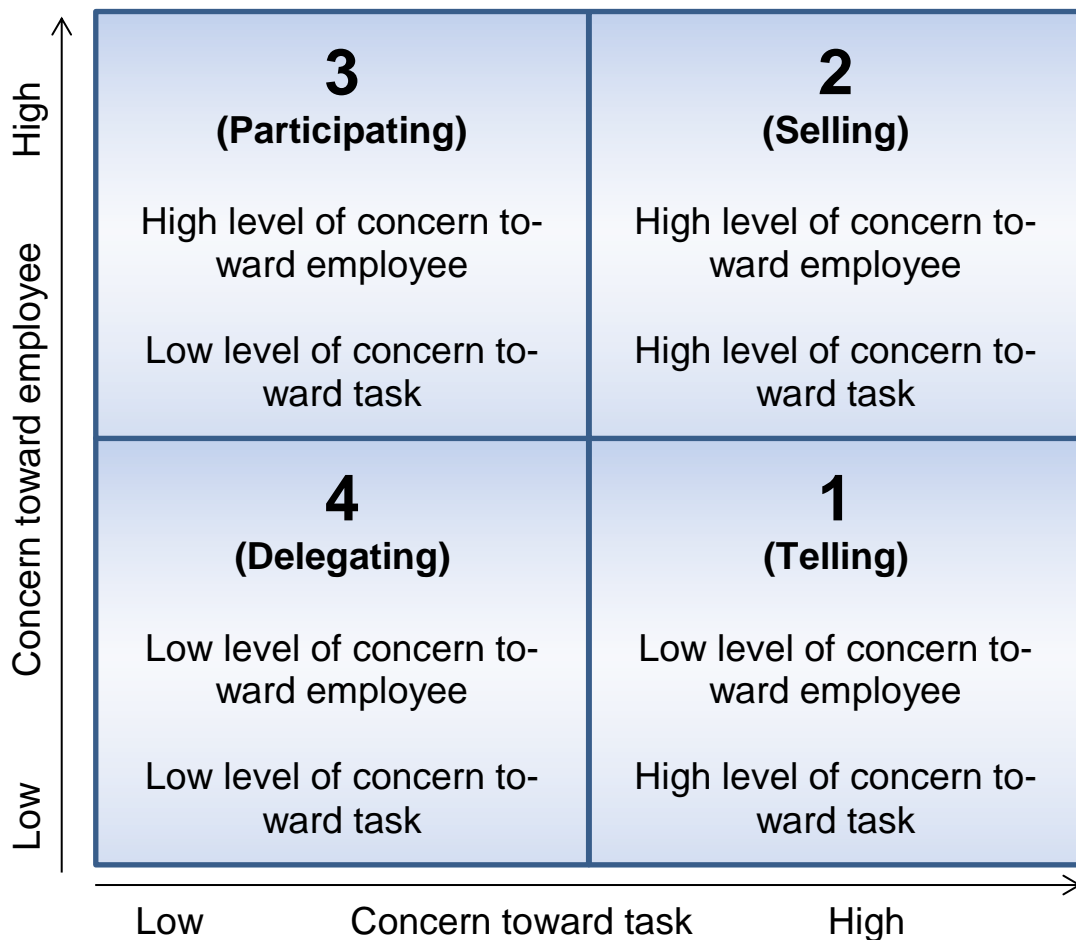 High
Concern toward employee
Low
3
(Participating)
High level of concern to-
ward employee
Low level of concern to-
ward task
2
(Selling)
High level of concern to-
ward employee
High level of concern to-
ward task
4
(Delegating)
Low level of concern to-
ward employee
Low level of concern to-
ward task
1
(Telling)
Low level of concern to-
ward employee
High level of concern to-
ward task
Low
Concern toward task
High